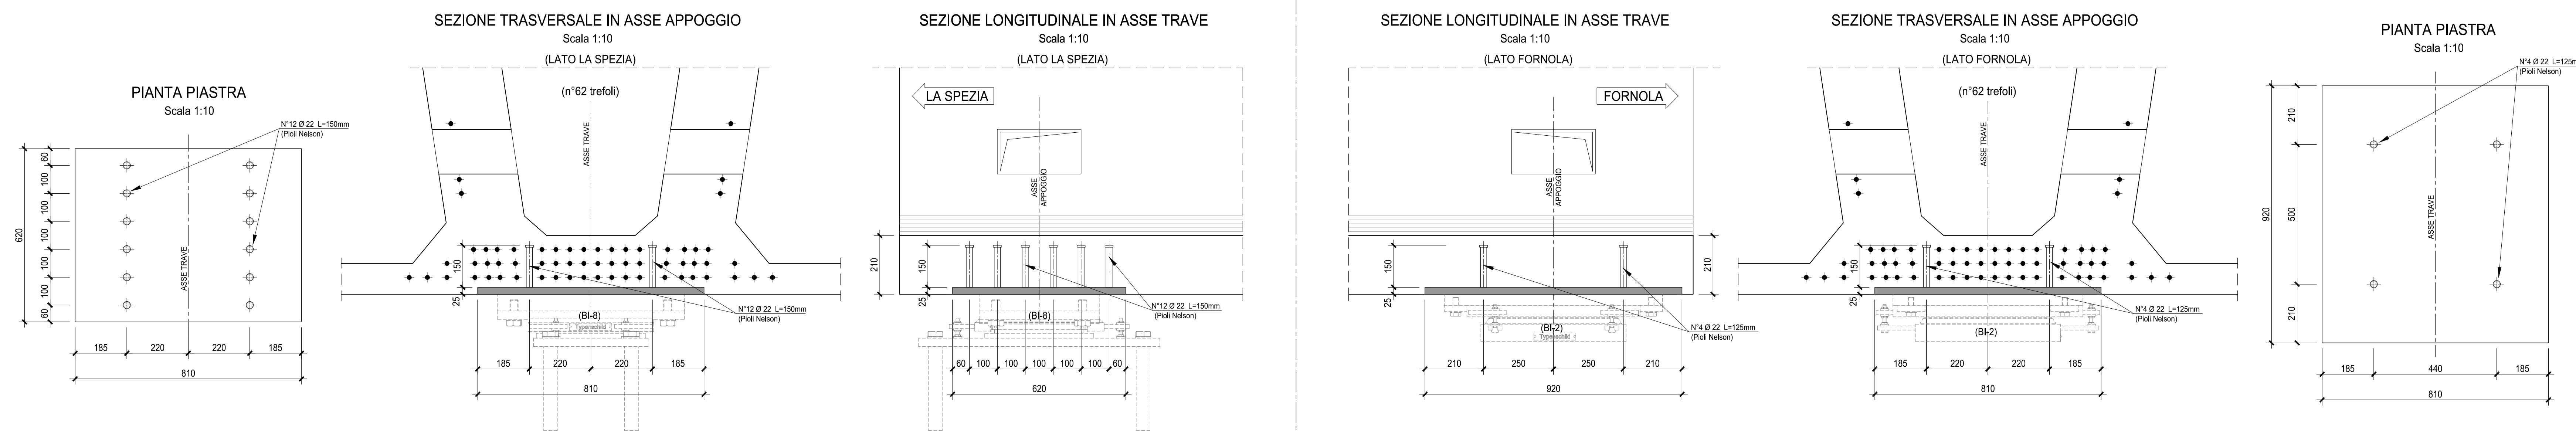 PIANTA PIASTRA
Scala 1:10
N°12 Ø 22 L=150mm
(Pioli Nelson)
60
100
100
100
100
100
60
620
ASSE TRAVE
185
220
220
185
810
SEZIONE TRASVERSALE IN ASSE APPOGGIO
Scala 1:10
(LATO LA SPEZIA)
(n°62 trefoli)
ASSE TRAVE
150
25
N°12 Ø 22 L=150mm
(Pioli Nelson)
(BI-8)
Typenschild
185
220
220
185
810
SEZIONE LONGITUDINALE IN ASSE TRAVE
Scala 1:10
(LATO LA SPEZIA)
LA SPEZIA
ASSE
APPOGGIO
210
150
25
N°12 Ø 22 L=150mm
(Pioli Nelson)
(BI-8)
60
100
100
100
100
100
60
620
SEZIONE LONGITUDINALE IN ASSE TRAVE
Scala 1:10
(LATO FORNOLA)
FORNOLA
ASSE
APPOGGIO
150
25
210
N°4 Ø 22 L=125mm
(Pioli Nelson)
(BI-2)
Typenschild
210
250
250
210
920
SEZIONE TRASVERSALE IN ASSE APPOGGIO
Scala 1:10
(LATO FORNOLA)
(n°62 trefoli)
ASSE TRAVE
150
25
N°4 Ø 22 L=125mm
(Pioli Nelson)
(BI-2)
185
220
220
185
810
PIANTA PIASTRA
Scala 1:10
N°4 Ø 22 L=125m
(Pioli Nelson)
210
500
210
920
ASSE TRAVE
185
440
185
810